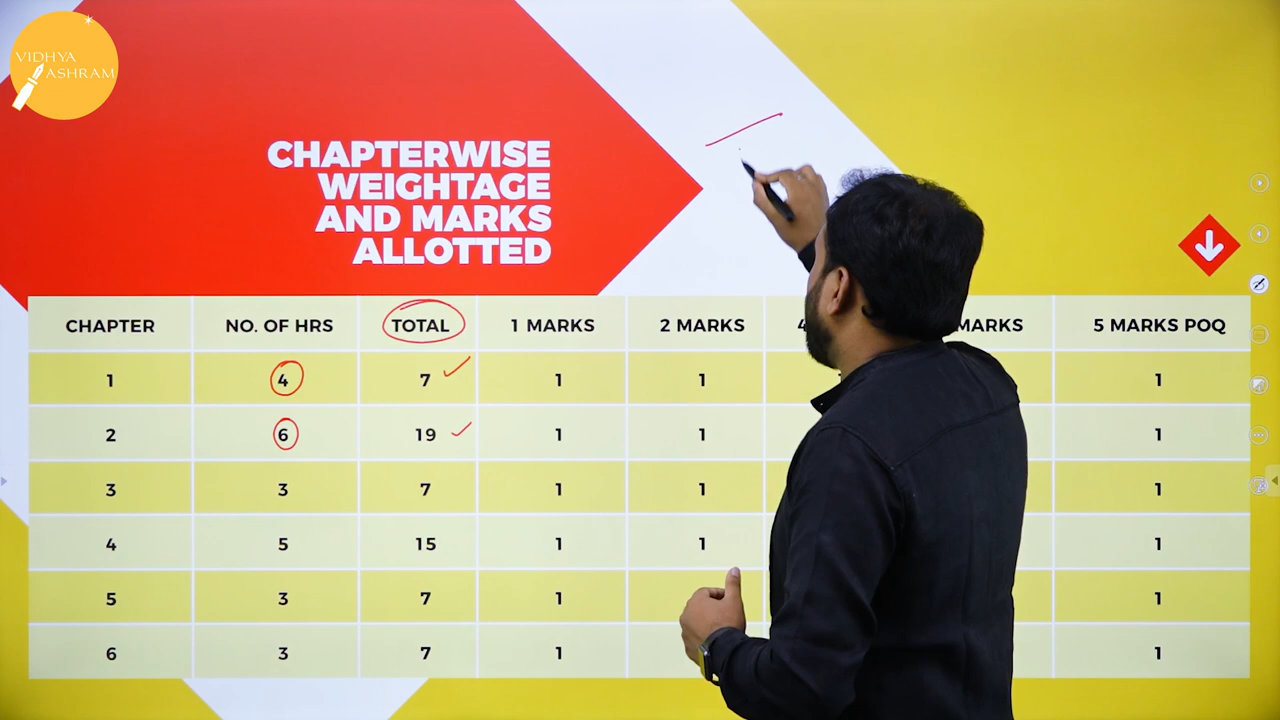 VIDHYA
ASHRAM
CHAPTERWISE
WEIGHTAGE
AND MARKS
ALLOTTED
CHAPTER NO. OF HRS TOTAL 1 MARKS 2 MARKS 4 MARKS 5 MARKS POQ
1 4 7 1 1 1
2 6 19 1 1 1
3 3 7 1 1 1
4 5 15 1 1 1
5 3 7 1 1
6 3 7 1 1